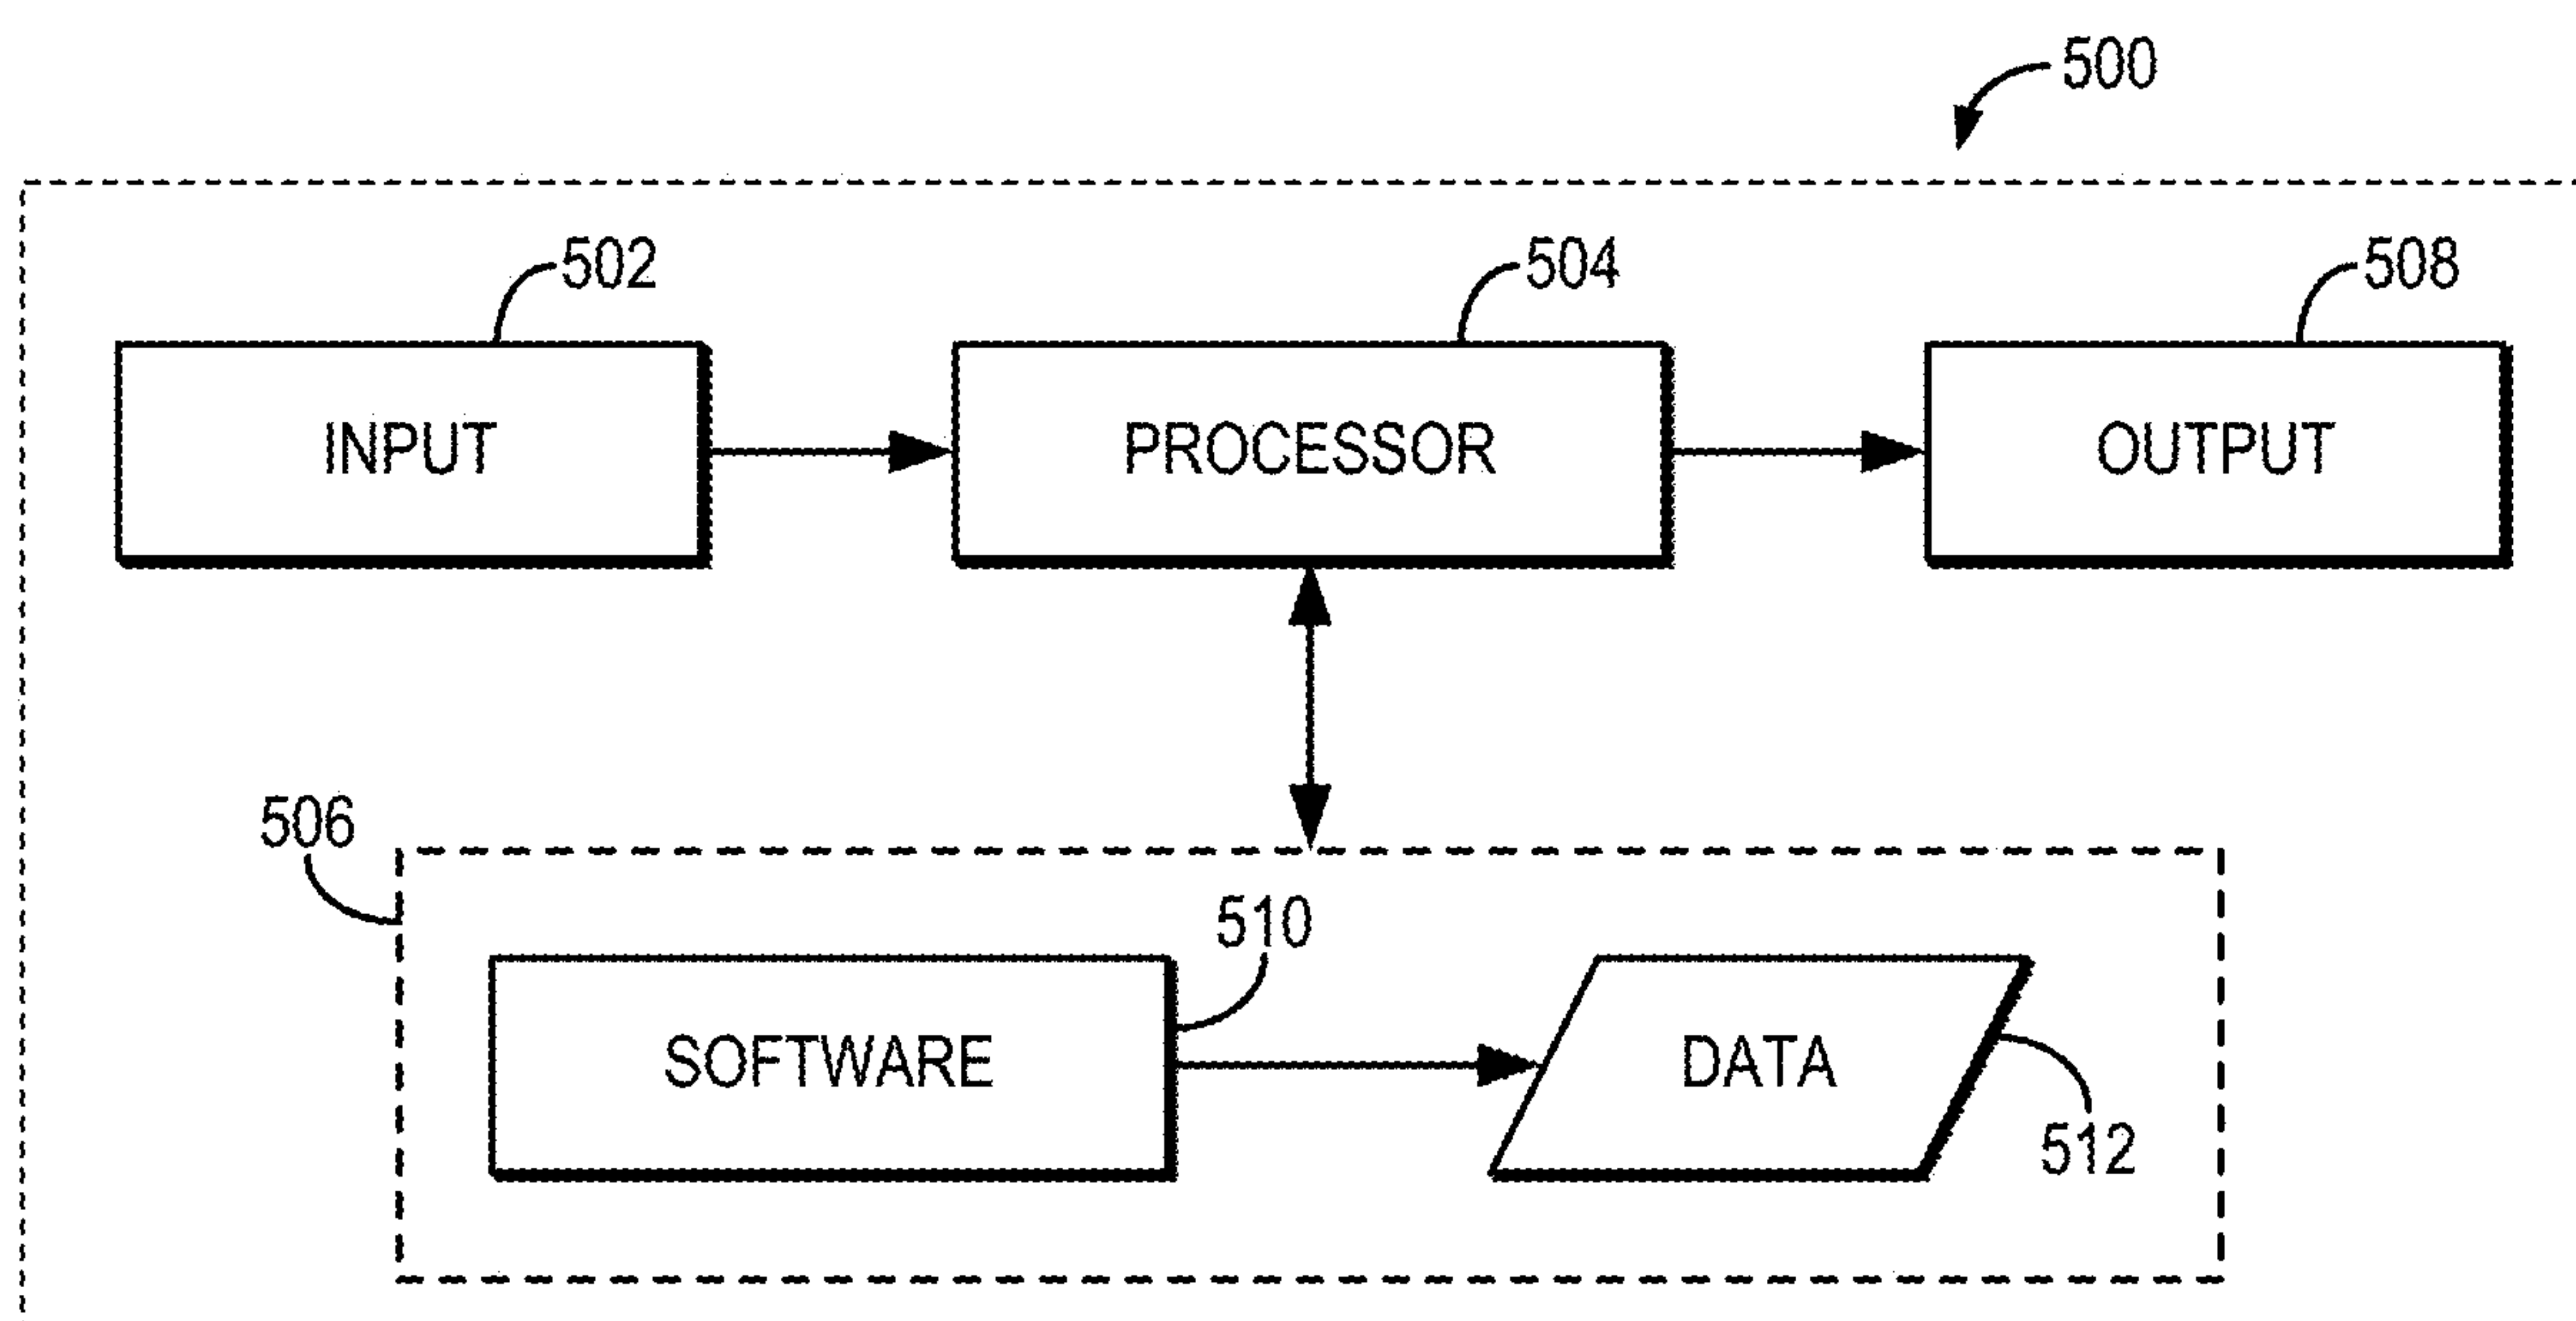 500
502
504
508
INPUT
PROCESSOR
OUTPUT
506
510
SOFTWARE
DATA
512